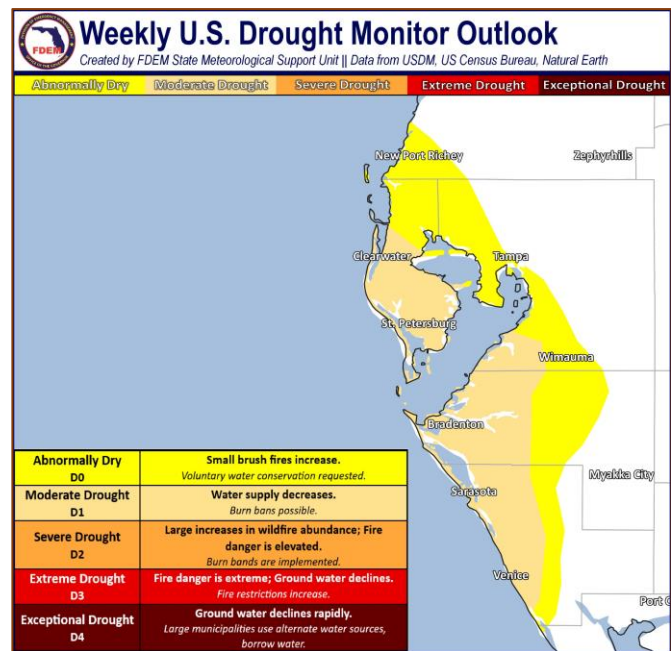 FDEM
Weekly U.S. Drought Monitor Outlook
Created by FDEM State Meteorological Support Unit || Data from USDM, US Census Bureau, Natural Earth
Abnormally Dry Moderate Drought Severe Drought Extreme Drought Exceptional Drought
New Port Richey Zephyrhills
Clearwater Tampa
St. Petersburg
Wimauma
Bradenton
Myakka City
Sarasota
Venice
Port C
Abnormally Dry
D0
Small brush fires increase.
Voluntary water conservation requested.
Moderate Drought
D1
Water supply decreases.
Burn bans possible.
Severe Drought
D2
Large increases in wildfire abundance; Fire
danger is elevated.
Burn bands are implemented.
Extreme Drought
D3
Fire danger is extreme; Ground water declines.
Fire restrictions increase.
Exceptional Drought
D4
Ground water declines rapidly.
Large municipalities use alternate water sources,
borrow water.